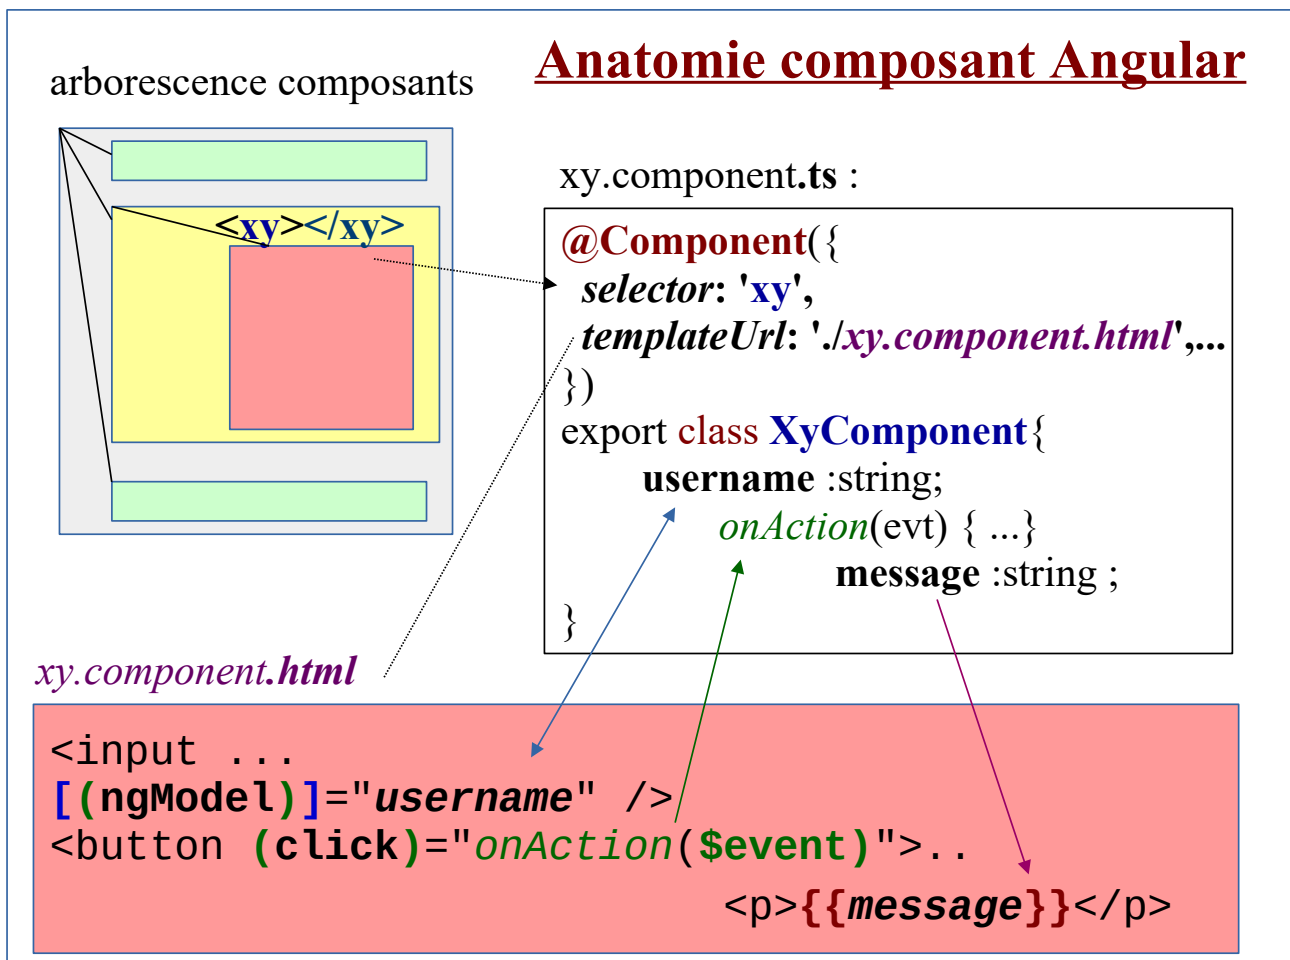 Anatomie composant Angular
arborescence composants
<xy></xy>
xy.component.ts :
@Component({
selector: 'xy',
templateUrl: './xy.component.html',...
})
export class XyComponent{
username :string;
onAction(evt) { ...}
message :string ;
}
xy.component.html
<input ...
[(ngModel)]="username" />
<button (click)="onAction($event)">..
<p>{{message}}</p>